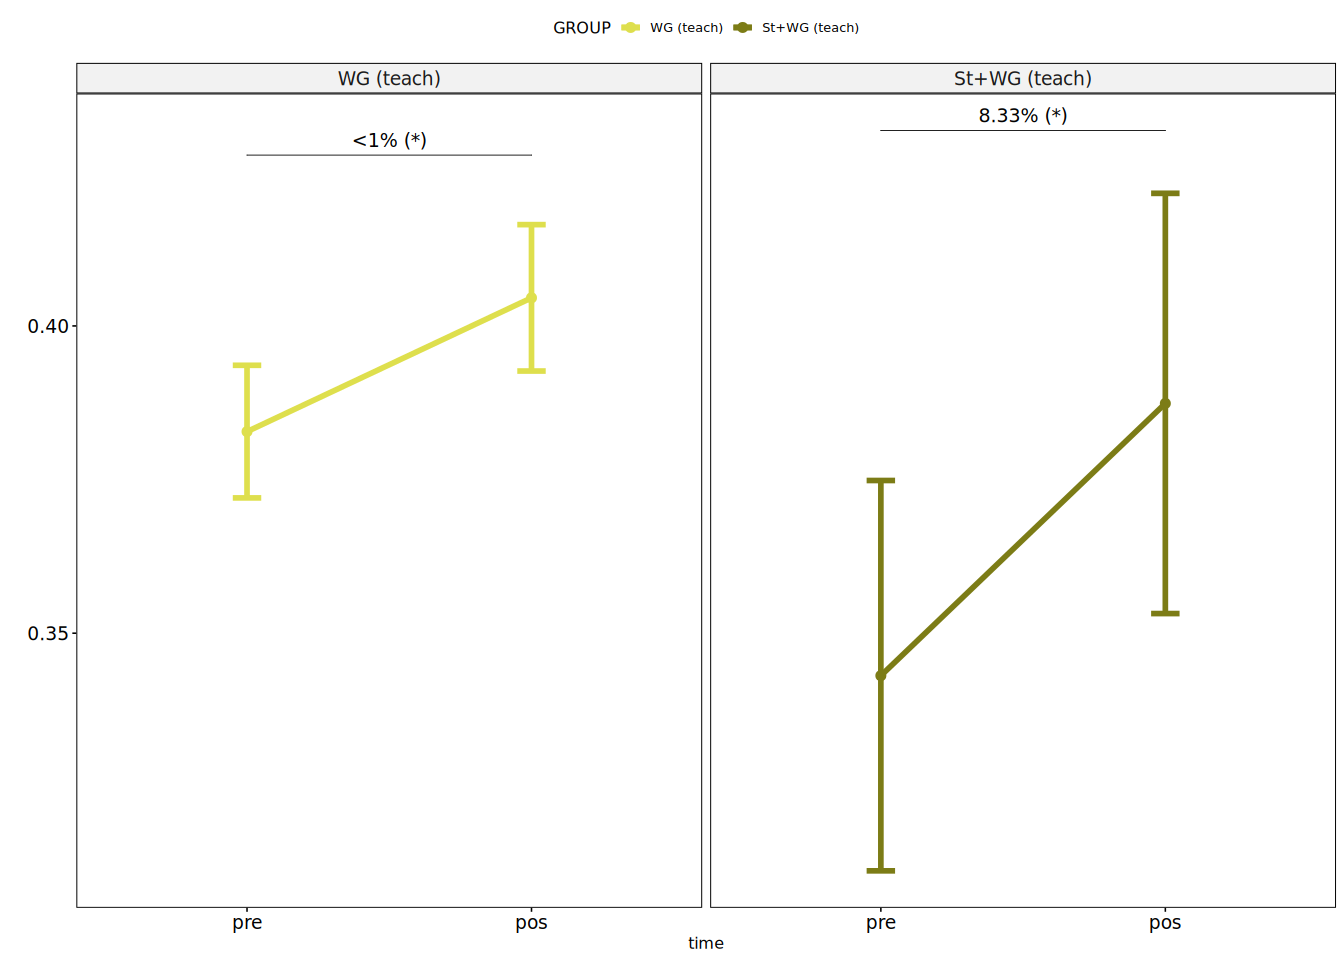 GROUP WG (teach) St+WG (teach)
WG (teach)
St+WG (teach)
<1% (*)
8.33% (*)
0.40
0.35
pre pos
pre pos
time